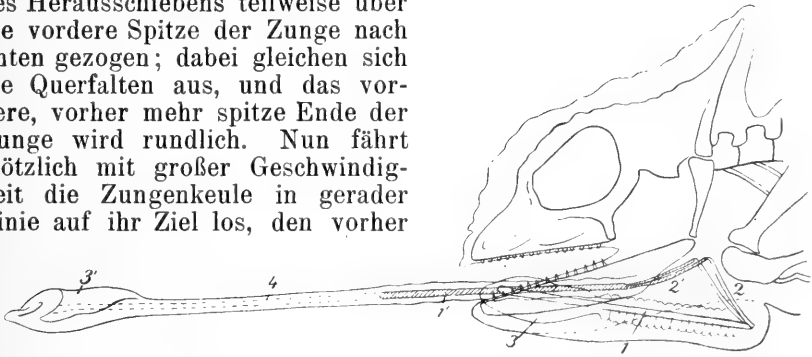 es Herausschiebens teilweise über
e vordere Spitze der Zunge nach
nten gezogen; dabei gleichen sich
e Querfalten aus, und das vor-
ere, vorher mehr spitze Ende der
unge wird rundlich. Nun fährt
ötzlich mit großer Geschwindig-
eit die Zungenkeule in gerader
inie auf ihr Ziel los, den vorher
3'
4
1'
3
1
2'
2